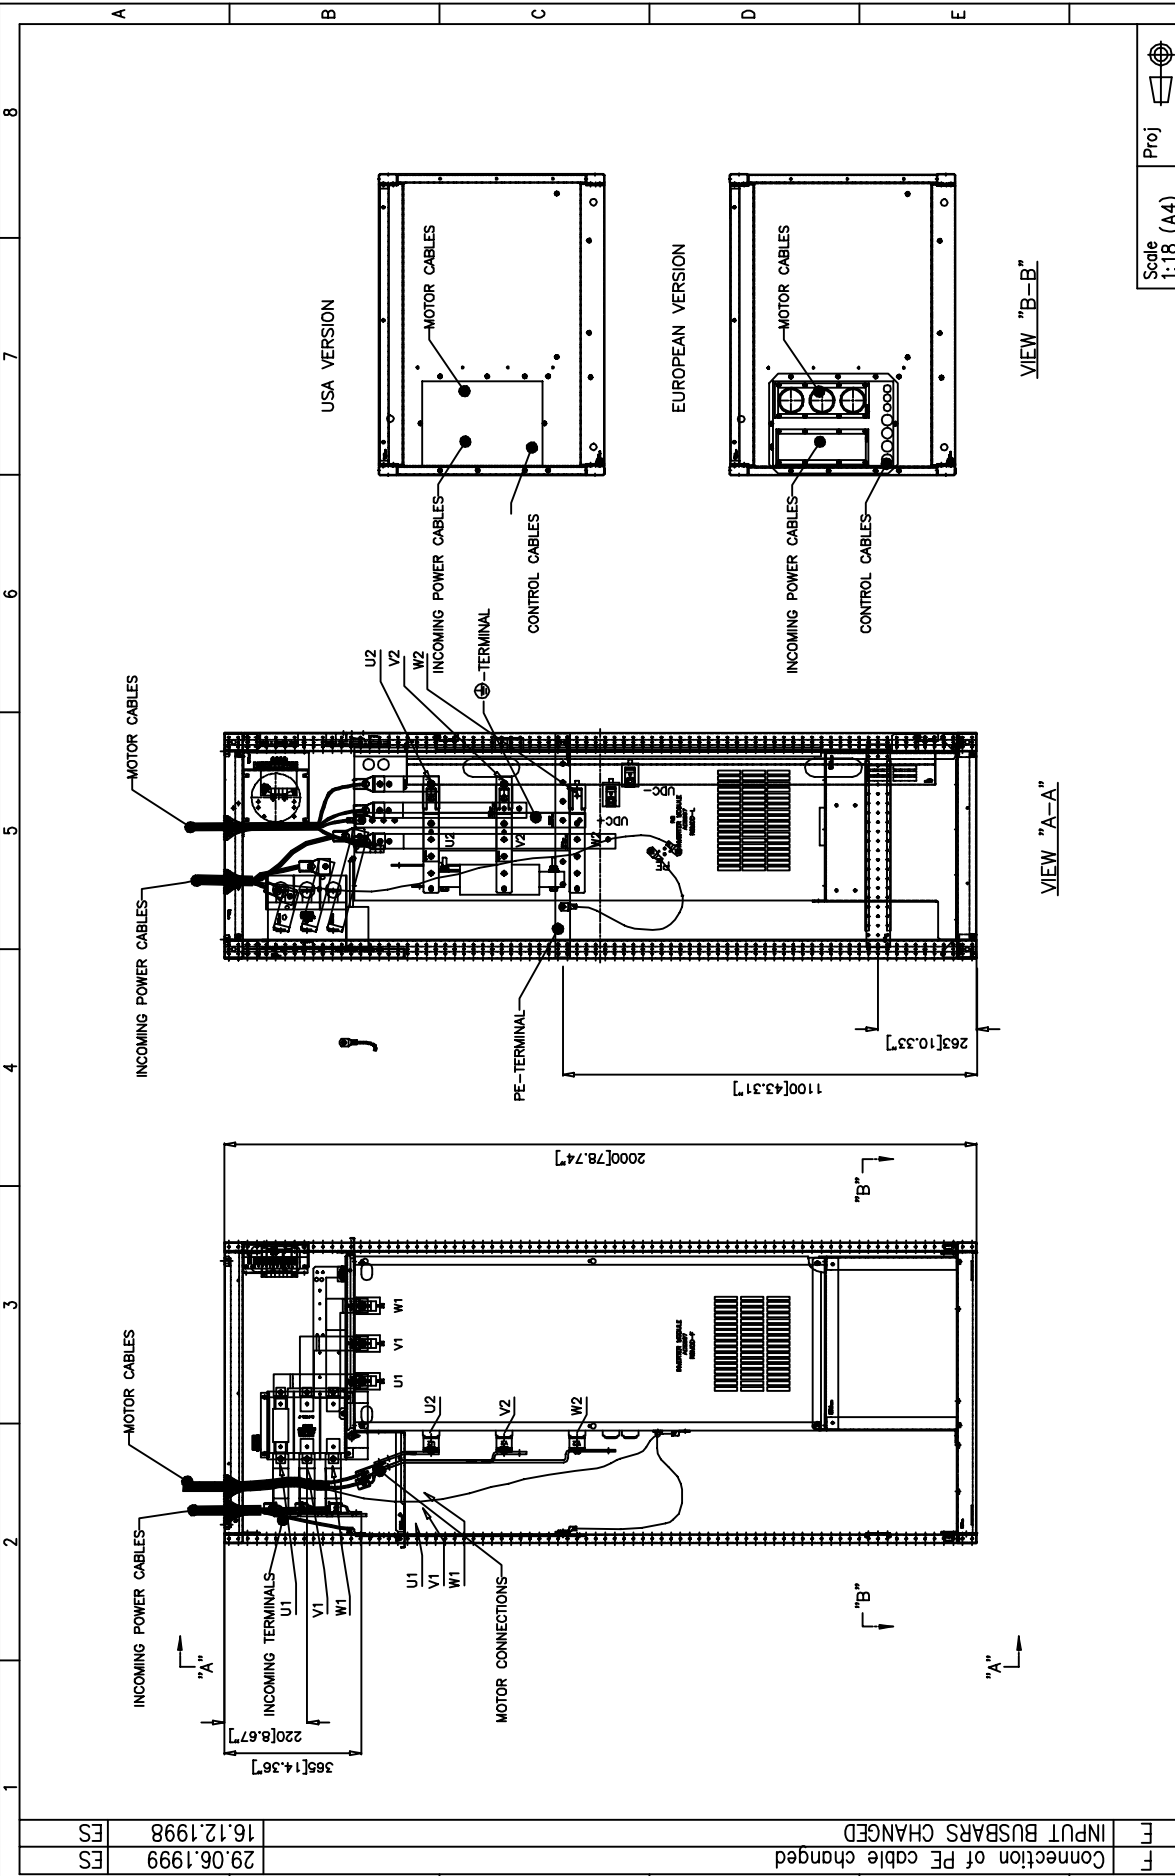 A
B
C
D
E
8
7
6
5
4
3
2
1
Proj
Scale
1:18 (A4)
USA VERSION
MOTOR CABLES
INCOMING POWER CABLES
CONTROL CABLES
EUROPEAN VERSION
MOTOR CABLES
INCOMING POWER CABLES
CONTROL CABLES
VIEW "B-B"
MOTOR CABLES
INCOMING POWER CABLES
U2
V2
W2
-TERMINAL
PE-TERMINAL
U2
V2
W2
UDC+
UDC-
PE
263[10.33"]
1100[43.31"]
VIEW "A-A"
2000[78.74"]
"B"
MOTOR CABLES
INCOMING POWER CABLES
W1
V1
U1
U2
V2
W2
INVERTER MODULE
INCOMING TERMINALS
U1
V1
W1
U1
V1
W1
MOTOR CONNECTIONS
"B"
"A"
"A"
220[8.67"]
365[14.36"]
E
INPUT BUSBARS CHANGED
16.12.1998
ES
F
Connection of PE cable changed
29.06.1999
ES